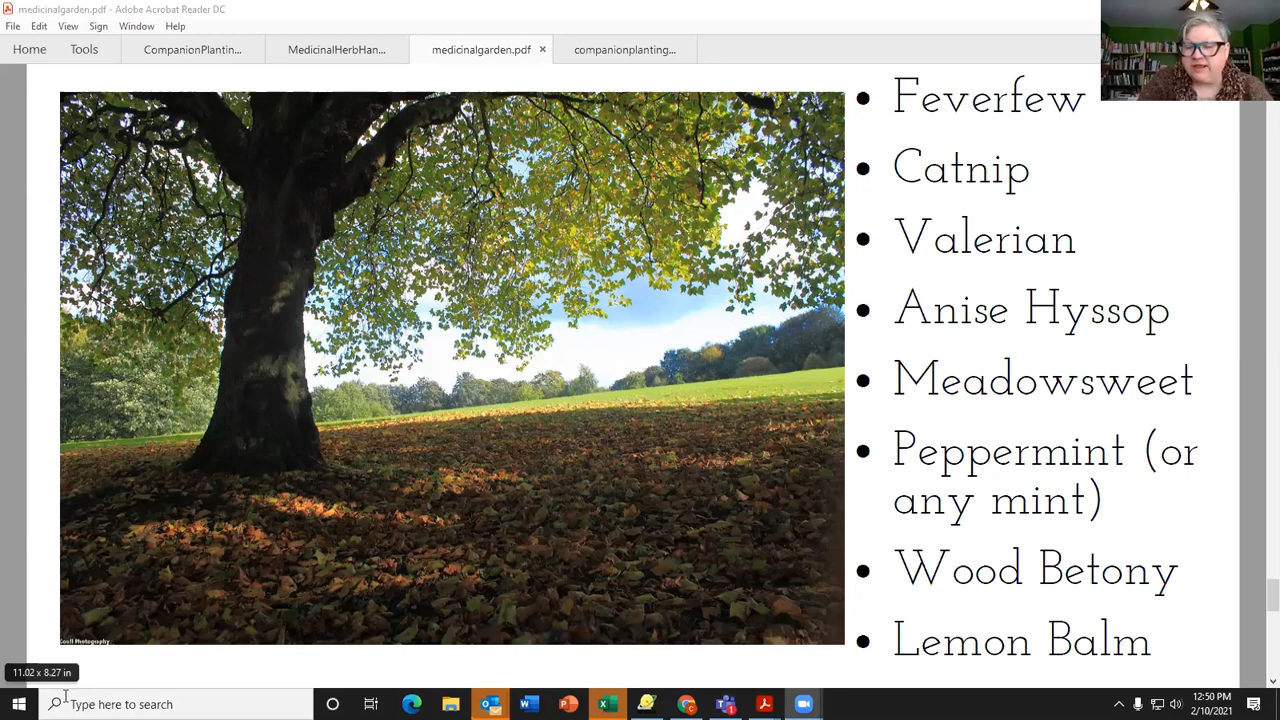 medicinalgarden.pdf - Adobe Acrobat Reader DC
File Edit View Sign Window Help
Home Tools CompanionPlantin... MedicinalHerbHan... medicinalgarden.pdf × companionplanting...
• Feverfew
• Catnip
• Valerian
• Anise Hyssop
• Meadowsweet
• Peppermint (or
any mint)
• Wood Betony
• Lemon Balm
Coull Photography
11.02 x 8.27 in
Type here to search
12:50 PM
2/10/2021